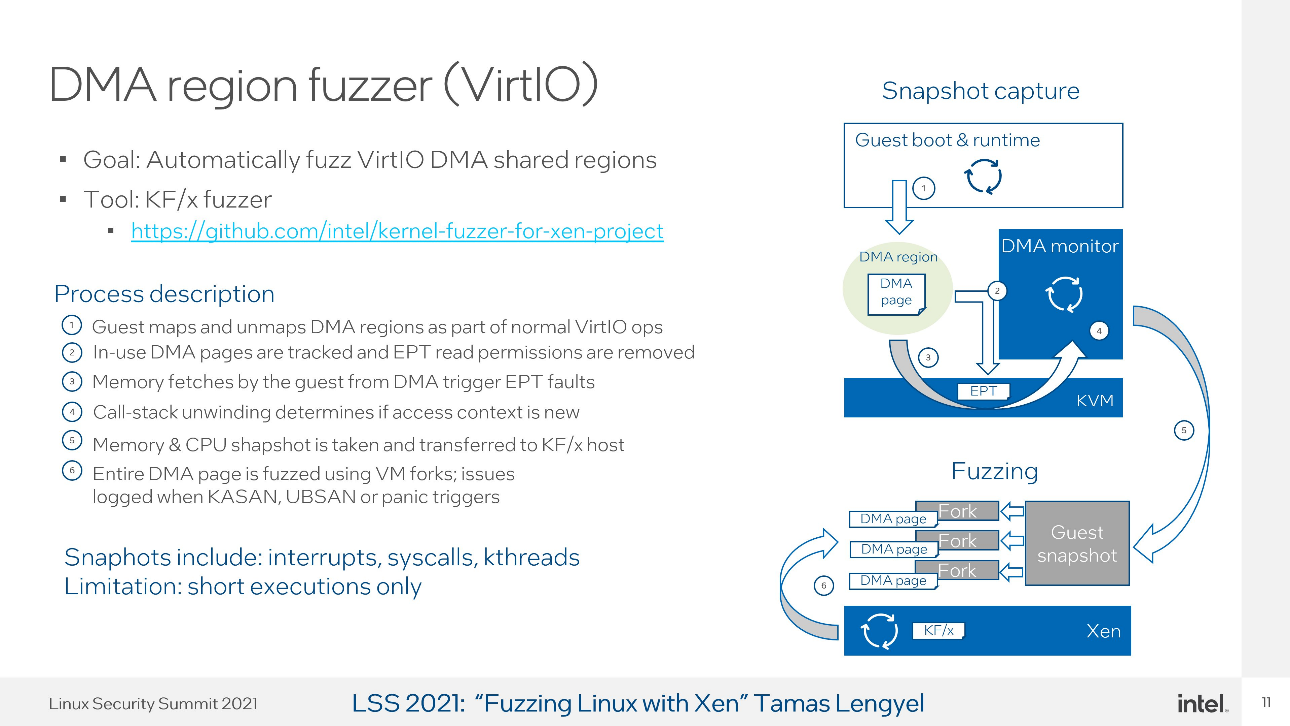 DMA region fuzzer (VirtIO)
▪ Goal: Automatically fuzz VirtIO DMA shared regions
▪ Tool: KF/x fuzzer
▪ https://github.com/intel/kernel-fuzzer-for-xen-project
Process description
1 Guest maps and unmaps DMA regions as part of normal VirtIO ops
2 In-use DMA pages are tracked and EPT read permissions are removed
3 Memory fetches by the guest from DMA trigger EPT faults
4 Call-stack unwinding determines if access context is new
5 Memory & CPU shapshot is taken and transferred to KF/x host
6 Entire DMA page is fuzzed using VM forks; issues
logged when KASAN, UBSAN or panic triggers
Snaphots include: interrupts, syscalls, kthreads
Limitation: short executions only
Snapshot capture
Guest boot & runtime
1
DMA region
DMA
page
2
DMA monitor
4
3
EPT
KVM
5
Fuzzing
DMA page
Fork
DMA page
Fork
DMA page
Fork
Guest
snapshot
6
KF/x
Xen
Linux Security Summit 2021
LSS 2021: “Fuzzing Linux with Xen” Tamas Lengyel
intel.
11